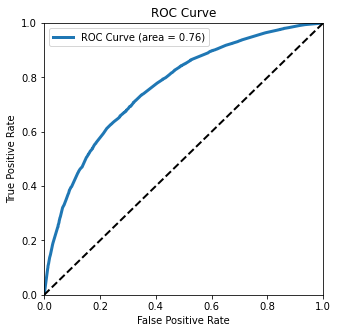 ROC Curve
ROC Curve (area = 0.76)
True Positive Rate
1.0
0.8
0.6
0.4
0.2
0.0
0.0 0.2 0.4 0.6 0.8 1.0
False Positive Rate